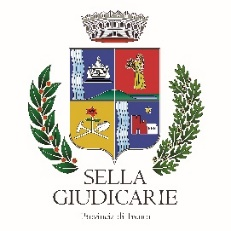 SELLA
GIUDICARIE
Provincia di Trento